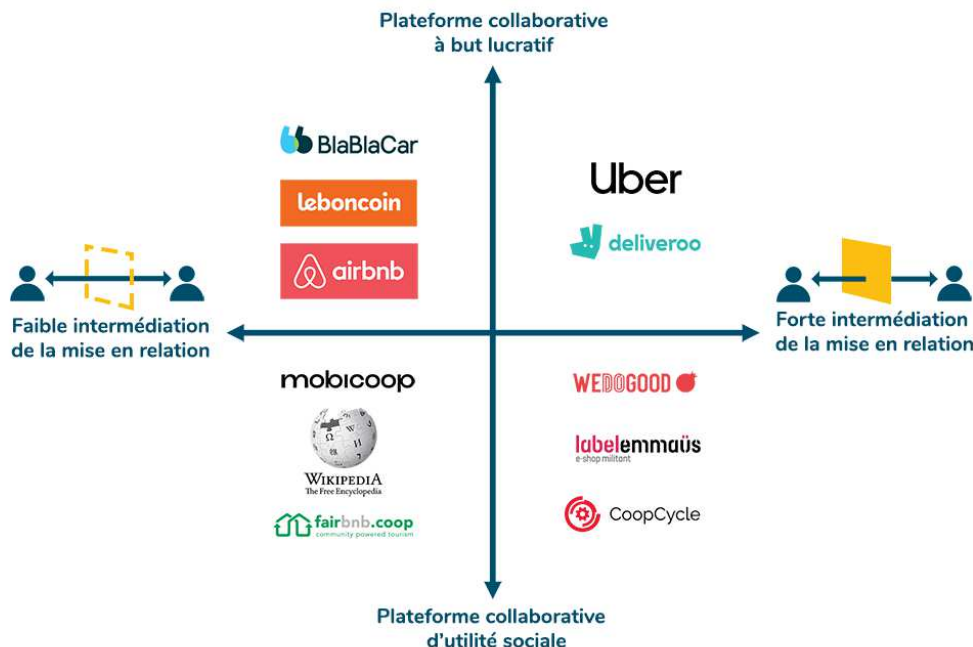 Plateforme collaborative
à but lucratif
BlaBlaCar
leboncoin
airbnb
Uber
deliveroo
Faible intermédiation
de la mise en relation
Forte intermédiation
de la mise en relation
mobicoop
WIKIPEDIA
The Free Encyclopedia
fairbnb.coop
community powered tourism
WEDOGOOD
labelemmaüs
e-shop militant
CoopCycle
Plateforme collaborative
d'utilité sociale